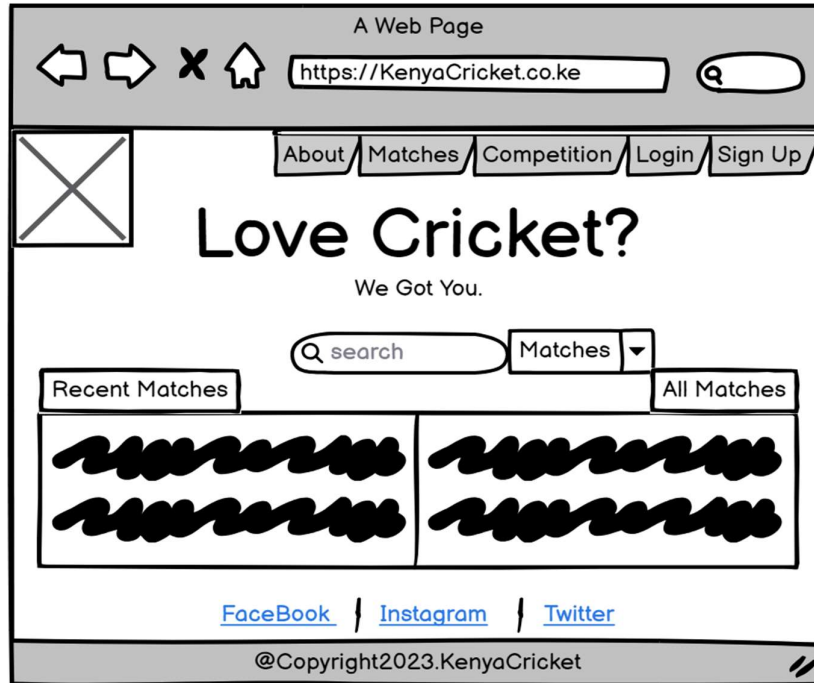 A Web Page
https://KenyaCricket.co.ke
About Matches Competition Login Sign Up
Love Cricket?
We Got You.
search Matches
Recent Matches All Matches
FaceBook Instagram Twitter
@Copyright2023.KenyaCricket